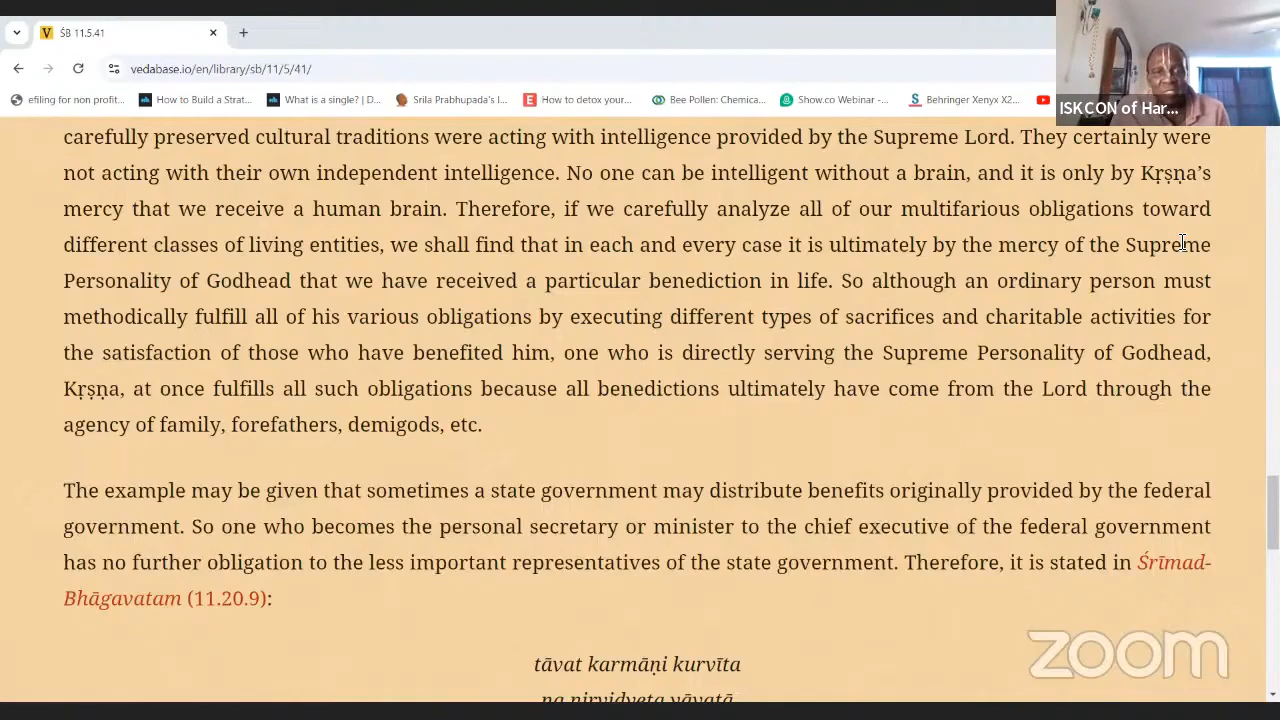 ŚB 11.5.41
vedabase.io/en/library/sb/11/5/41/
efiling for non profit... How to Build a Strat... What is a single? | D... Srila Prabhupada's l... How to detox your... Bee Pollen: Chemica... Show.co Webinar -... Behringer Xenyx X2...
ISKCON of Har...
carefully preserved cultural traditions were acting with intelligence provided by the Supreme Lord. They certainly were
not acting with their own independent intelligence. No one can be intelligent without a brain, and it is only by Kṛṣṇa’s
mercy that we receive a human brain. Therefore, if we carefully analyze all of our multifarious obligations toward
different classes of living entities, we shall find that in each and every case it is ultimately by the mercy of the Supreme
Personality of Godhead that we have received a particular benediction in life. So although an ordinary person must
methodically fulfill all of his various obligations by executing different types of sacrifices and charitable activities for
the satisfaction of those who have benefited him, one who is directly serving the Supreme Personality of Godhead,
Kṛṣṇa, at once fulfills all such obligations because all benedictions ultimately have come from the Lord through the
agency of family, forefathers, demigods, etc.
The example may be given that sometimes a state government may distribute benefits originally provided by the federal
government. So one who becomes the personal secretary or minister to the chief executive of the federal government
has no further obligation to the less important representatives of the state government. Therefore, it is stated in Śrīmad-
Bhāgavatam (11.20.9):
tāvat karmāṇi kurvīta
na nirvidyeta yāvatā
zoom